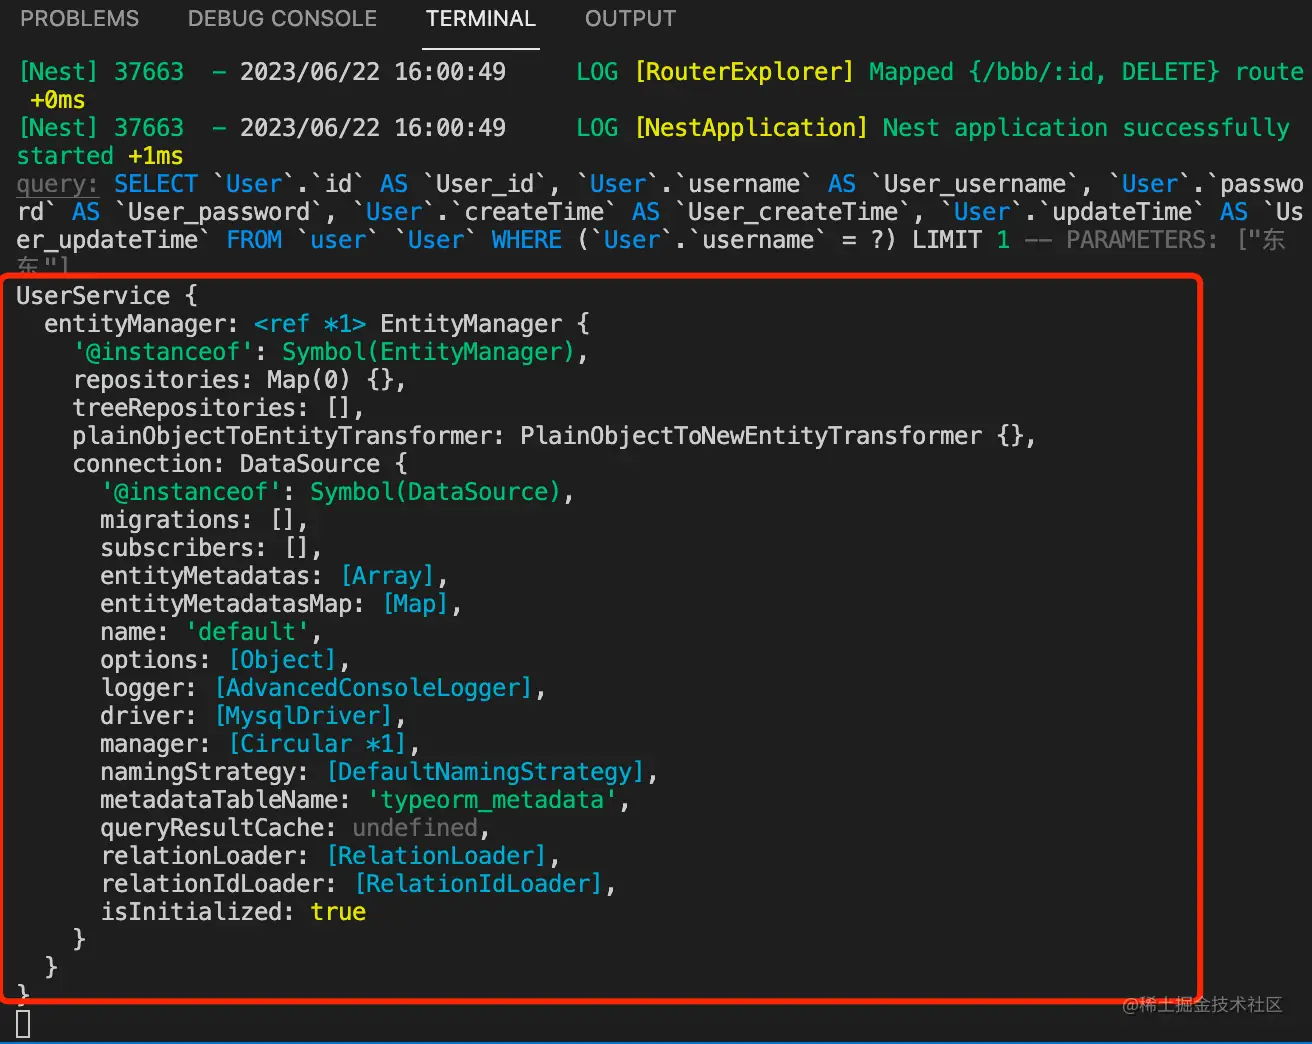 PROBLEMS DEBUG CONSOLE TERMINAL OUTPUT
[Nest] 37663  - 2023/06/22 16:00:49     LOG [RouterExplorer] Mapped {/bbb/:id, DELETE} route
 +0ms
[Nest] 37663  - 2023/06/22 16:00:49     LOG [NestApplication] Nest application successfully
started +1ms
query: SELECT `User`.`id` AS `User_id`, `User`.`username` AS `User_username`, `User`.`passwo
rd` AS `User_password`, `User`.`createTime` AS `User_createTime`, `User`.`updateTime` AS `Us
er_updateTime` FROM `user` `User` WHERE (`User`.`username` = ?) LIMIT 1 -- PARAMETERS: ["东
东"]
UserService {
  entityManager: <ref *1> EntityManager {
    '@instanceof': Symbol(EntityManager),
    repositories: Map(0) {},
    treeRepositories: [],
    plainObjectToEntityTransformer: PlainObjectToNewEntityTransformer {},
    connection: DataSource {
      '@instanceof': Symbol(DataSource),
      migrations: [],
      subscribers: [],
      entityMetadatas: [Array],
      entityMetadatasMap: [Map],
      name: 'default',
      options: [Object],
      logger: [AdvancedConsoleLogger],
      driver: [MysqlDriver],
      manager: [Circular *1],
      namingStrategy: [DefaultNamingStrategy],
      metadataTableName: 'typeorm_metadata',
      queryResultCache: undefined,
      relationLoader: [RelationLoader],
      relationIdLoader: [RelationIdLoader],
      isInitialized: true
    }
  }
}
@稀土掘金技术社区